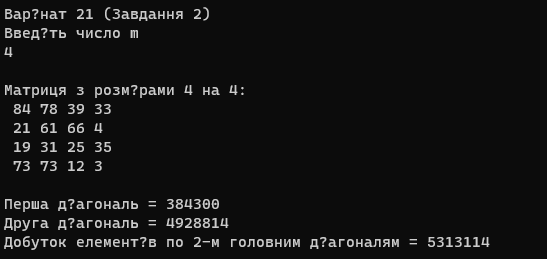 Вар?нат 21 (Завдання 2)
Введ?ть число m
4
Матриця з розм?рами 4 на 4:
84 78 39 33
21 61 66 4
19 31 25 35
73 73 12 3
Перша д?агональ = 384300
Друга д?агональ = 4928814
Добуток елемент?в по 2-м головним д?агоналям = 5313114